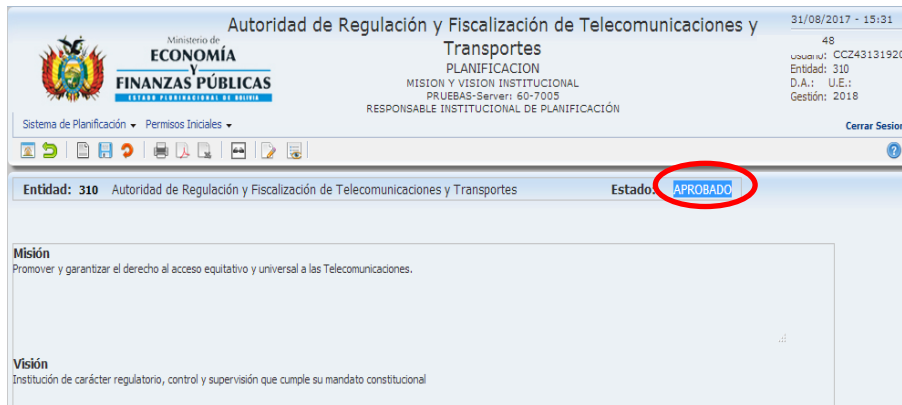 Autoridad de Regulación y Fiscalización de Telecomunicaciones y
Transportes
PLANIFICACION
MISION Y VISION INSTITUCIONAL
PRUEBAS-Server: 60-7005
RESPONSABLE INSTITUCIONAL DE PLANIFICACIÓN
Ministerio de
ECONOMÍA
Y
FINANZAS PÚBLICAS
ESTADO PLURINACIONAL DE BOLIVIA
31/08/2017 - 15:31
48
Usuario: CCZ43131920
Entidad: 310
D.A.: U.E.:
Gestión: 2018
Sistema de Planificación Permisos Iniciales
Cerrar Sesion
Entidad: 310 Autoridad de Regulación y Fiscalización de Telecomunicaciones y Transportes Estado: APROBADO
Misión
Promover y garantizar el derecho al acceso equitativo y universal a las Telecomunicaciones.
Visión
Institución de carácter regulatorio, control y supervisión que cumple su mandato constitucional